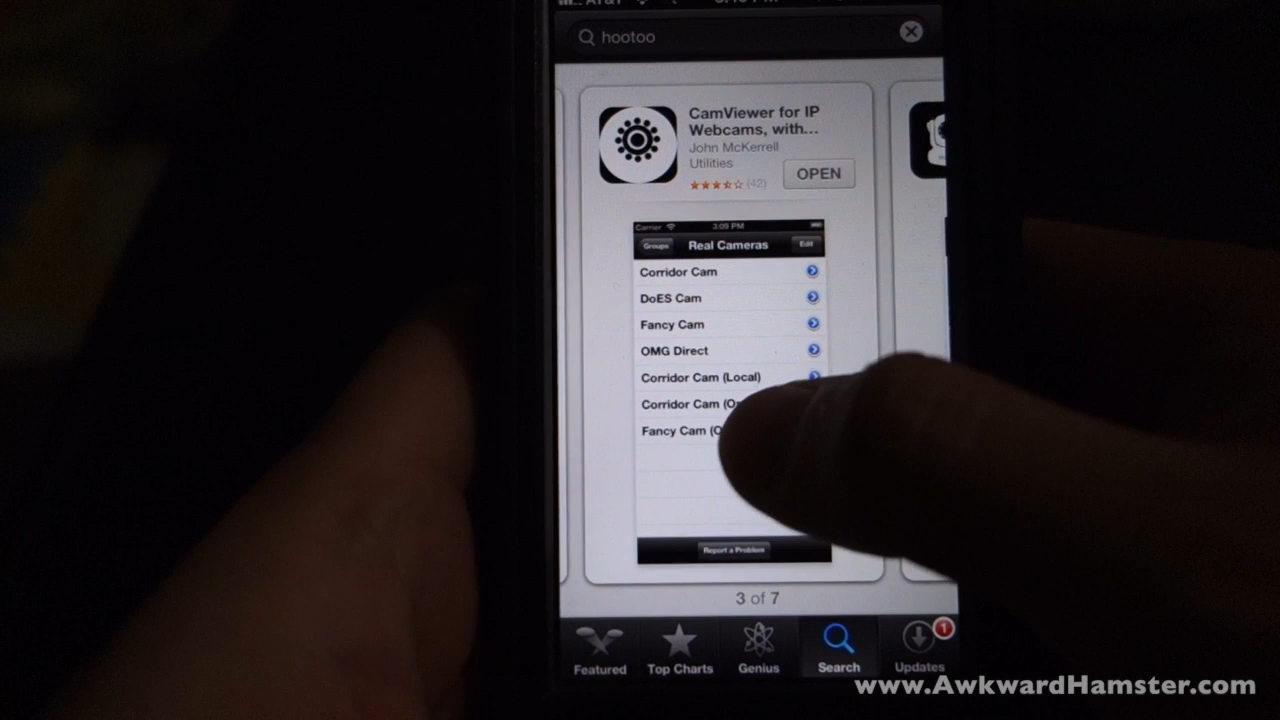 hootoo
CamViewer for IP
Webcams, with...
John McKerrell
Utilities
(42)
OPEN
Carrier
3:09 PM
Groups
Real Cameras
Edit
Corridor Cam
DoES Cam
Fancy Cam
OMG Direct
Corridor Cam (Local)
Corridor Cam (O
Fancy Cam (O
Report a Problem
3 of 7
1
Featured
Top Charts
Genius
Search
Updates
www.AwkwardHamster.com